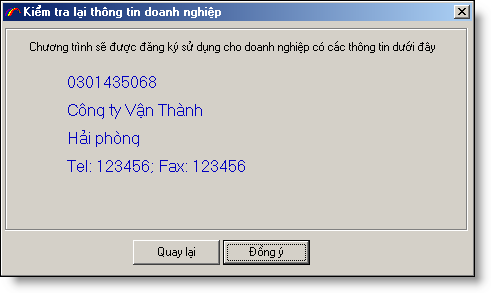 Kiểm tra lại thông tin doanh nghiệp
Chương trình sẽ được đăng ký sử dụng cho doanh nghiệp có các thông tin dưới đây
0301435068
Công ty Vận Thành
Hải phòng
Tel: 123456; Fax: 123456
Quay lại
Đồng ý